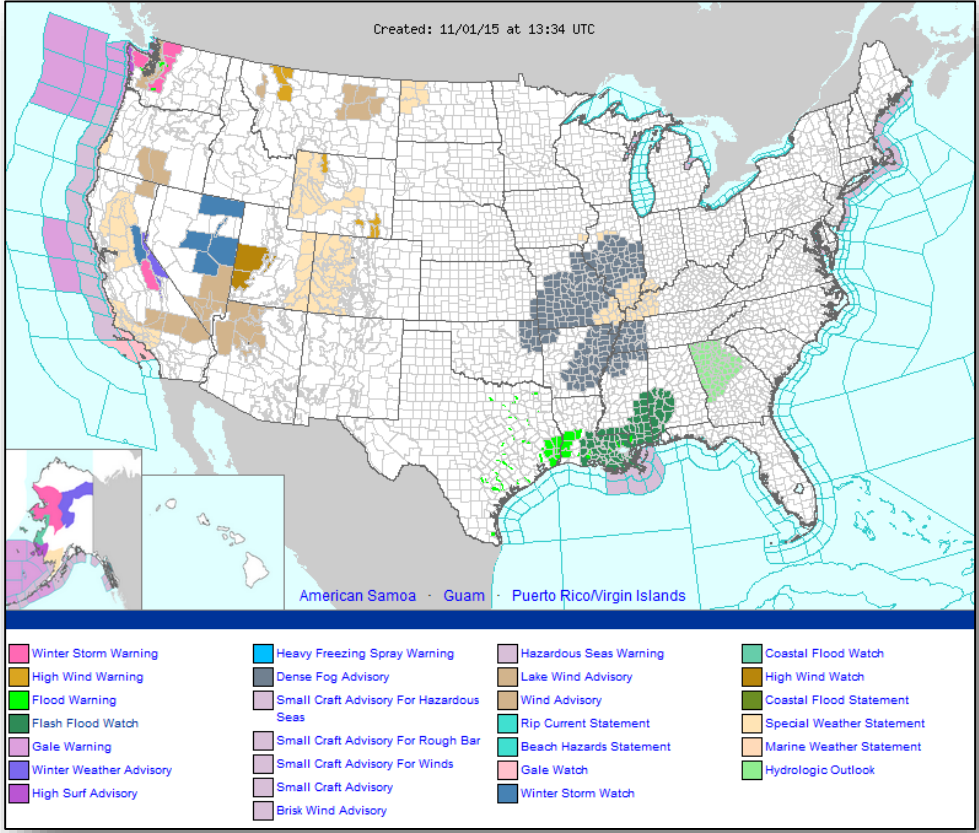 Created: 11/01/15 at 13:34 UTC
American Samoa · Guam · Puerto Rico/Virgin Islands
Winter Storm Warning
High Wind Warning
Flood Warning
Flash Flood Watch
Gale Warning
Winter Weather Advisory
High Surf Advisory
Heavy Freezing Spray Warning
Dense Fog Advisory
Small Craft Advisory For Hazardous
Seas
Small Craft Advisory For Rough Bar
Small Craft Advisory For Winds
Small Craft Advisory
Brisk Wind Advisory
Hazardous Seas Warning
Lake Wind Advisory
Wind Advisory
Rip Current Statement
Beach Hazards Statement
Gale Watch
Winter Storm Watch
Coastal Flood Watch
High Wind Watch
Coastal Flood Statement
Special Weather Statement
Marine Weather Statement
Hydrologic Outlook